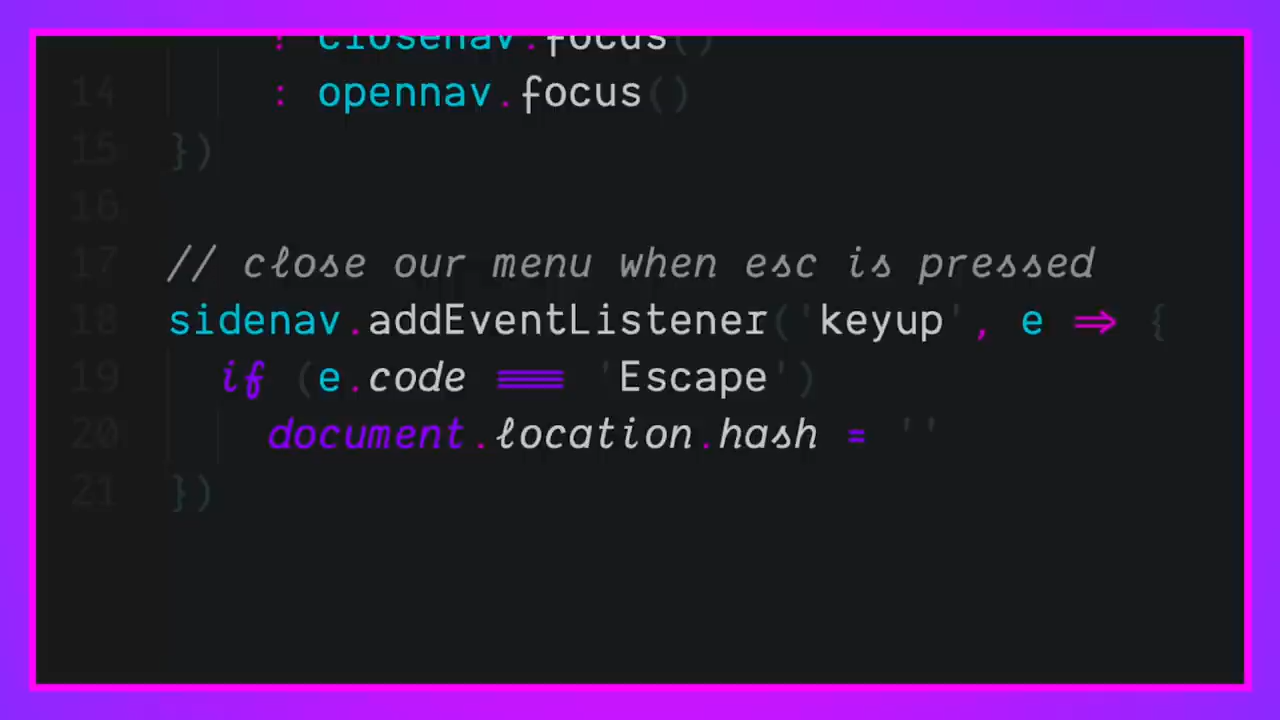 : closenav.focus()
14 : opennav.focus()
15 })
16
17 // close our menu when esc is pressed
18 sidenav.addEventListener('keyup', e => {
19 if (e.code === 'Escape')
20 document.location.hash = ''
21 })